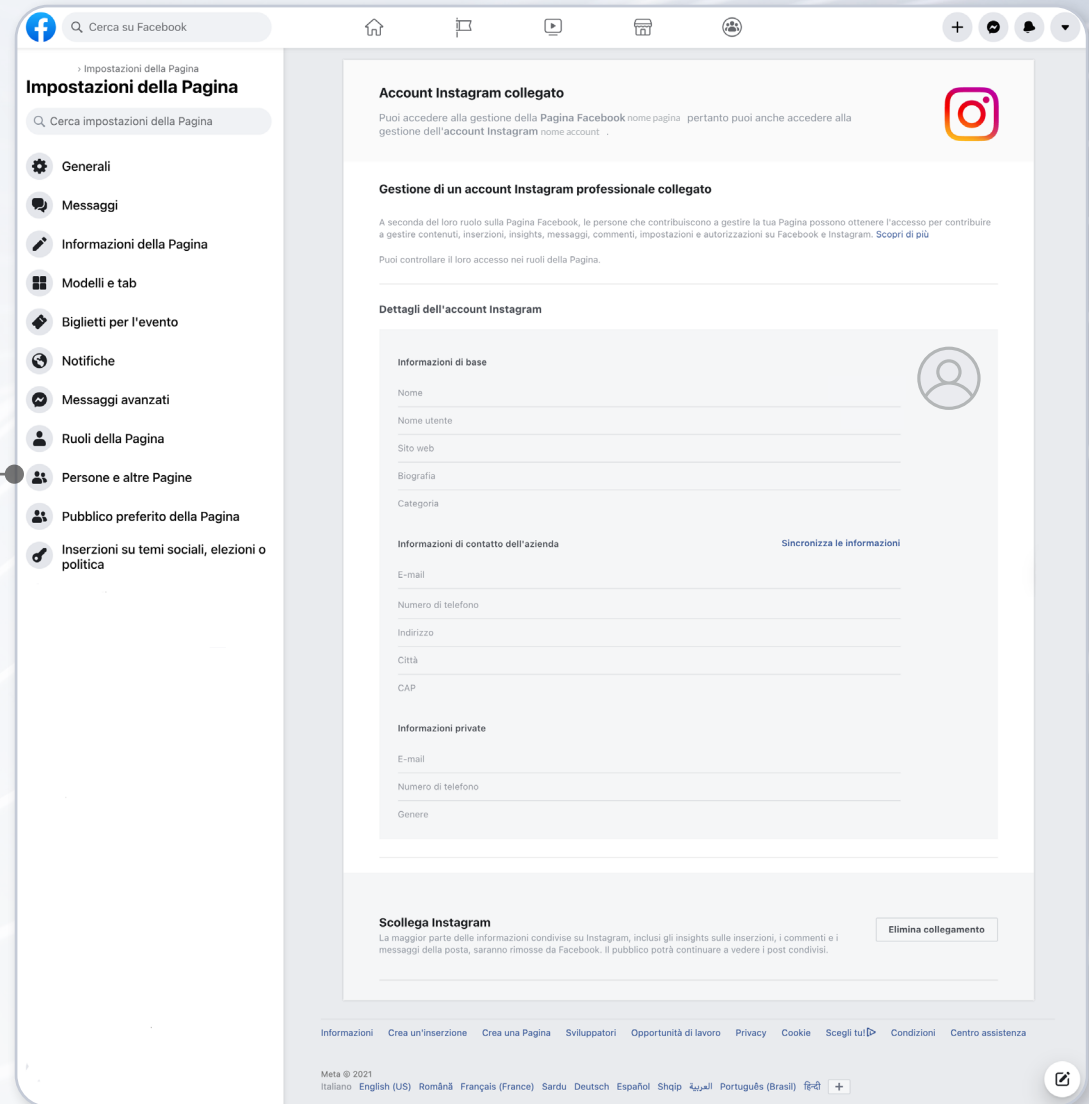 Cerca su Facebook
› Impostazioni della Pagina
Impostazioni della Pagina
Cerca impostazioni della Pagina
Generali
Messaggi
Informazioni della Pagina
Modelli e tab
Biglietti per l'evento
Notifiche
Messaggi avanzati
Ruoli della Pagina
Persone e altre Pagine
Pubblico preferito della Pagina
Inserzioni su temi sociali, elezioni o
politica
Account Instagram collegato
Puoi accedere alla gestione della Pagina Facebook nome pagina pertanto puoi anche accedere alla
gestione dell'account Instagram nome account .
Gestione di un account Instagram professionale collegato
A seconda del loro ruolo sulla Pagina Facebook, le persone che contribuiscono a gestire la tua Pagina possono ottenere l'accesso per contribuire
a gestire contenuti, inserzioni, insights, messaggi, commenti, impostazioni e autorizzazioni su Facebook e Instagram. Scopri di più
Puoi controllare il loro accesso nei ruoli della Pagina.
Dettagli dell'account Instagram
Informazioni di base
Nome
Nome utente
Sito web
Biografia
Categoria
Informazioni di contatto dell'azienda Sincronizza le informazioni
E-mail
Numero di telefono
Indirizzo
Città
CAP
Informazioni private
E-mail
Numero di telefono
Genere
Scollega Instagram
La maggior parte delle informazioni condivise su Instagram, inclusi gli insights sulle inserzioni, i commenti e i
messaggi della posta, saranno rimosse da Facebook. Il pubblico potrà continuare a vedere i post condivisi.
Elimina collegamento
Informazioni Crea un'inserzione Crea una Pagina Sviluppatori Opportunità di lavoro Privacy Cookie Scegli tu! Condizioni Centro assistenza
Meta © 2021
Italiano English (US) Română Français (France) Sardu Deutsch Español Shqip العربية Português (Brasil) हिन्दी +